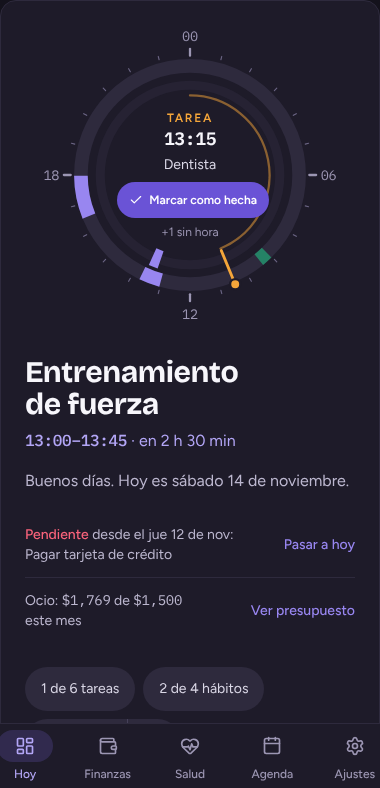 00
TAREA
13:15
Dentista
18
06
Marcar como hecha
+1 sin hora
12
Entrenamiento
de fuerza
13:00–13:45 · en 2 h 30 min
Buenos días. Hoy es sábado 14 de noviembre.
Pendiente desde el jue 12 de nov:
Pagar tarjeta de crédito
Pasar a hoy
Ocio: $1,769 de $1,500
este mes
Ver presupuesto
1 de 6 tareas
2 de 4 hábitos
Hoy
Finanzas
Salud
Agenda
Ajustes